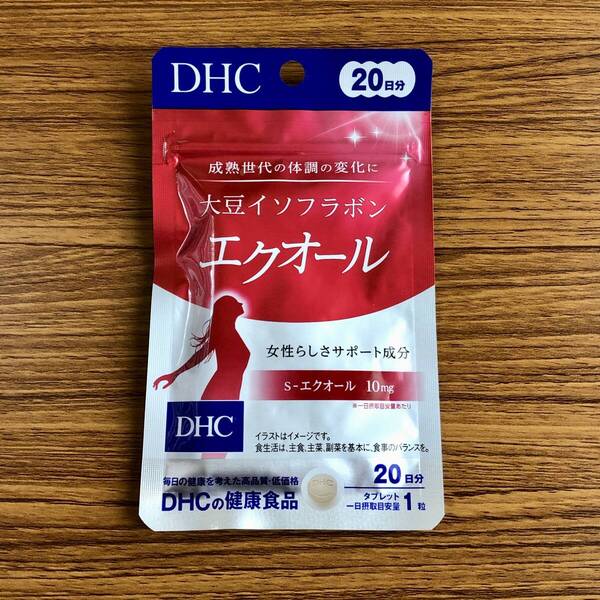 DHC
20日分
成熟世代の体調の変化に
大豆イソフラボン
エクオール
女性らしさサポート成分
S-エクオール 10mg
※一日摂取目安量あたり
DHC
イラストはイメージです。
食生活は、主食、主菜、副菜を基本に、食事のバランスを。
毎日の健康を考えた高品質・低価格
DHCの健康食品
20日分
タブレット
一日摂取目安量 1粒